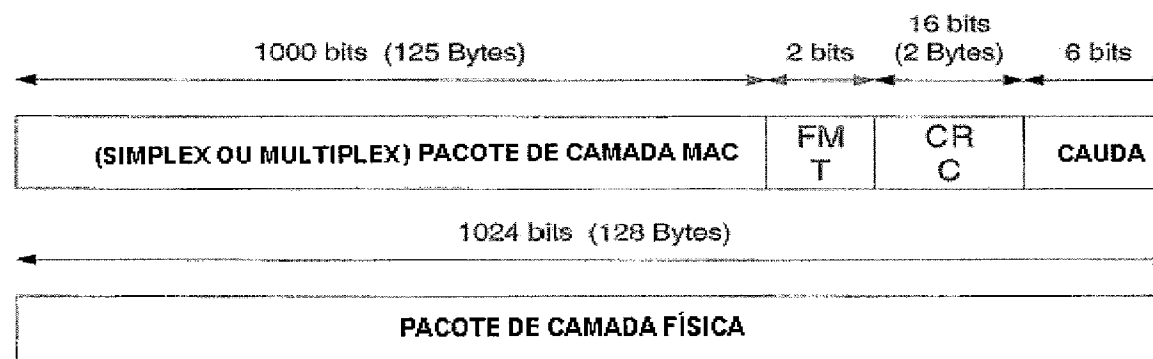 16 bits
1000 bits (125 Bytes)
2 bits
(2 Bytes)
6 bits
(SIMPLEX OU MULTIPLEX) PACOTE DE CAMADA MAC
FM
T
CR
C
CAUDA
1024 bits (128 Bytes)
PACOTE DE CAMADA FÍSICA